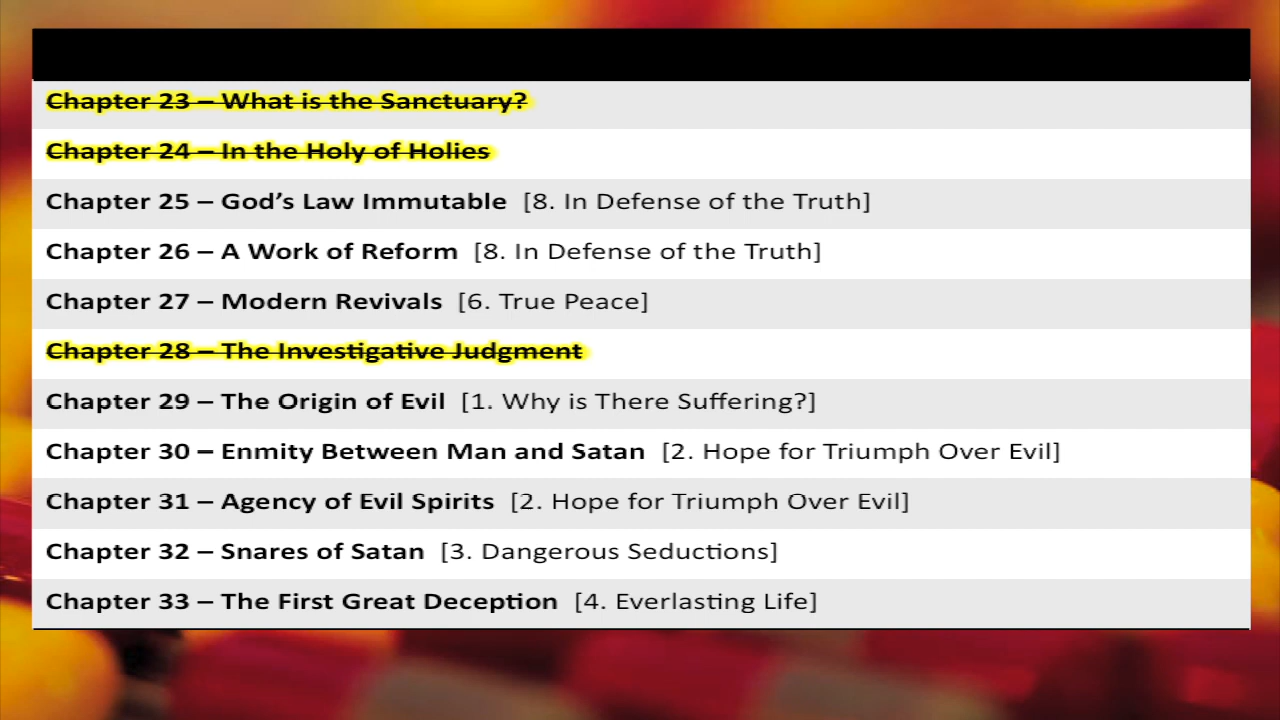 Chapter 23 – What is the Sanctuary?
Chapter 24 – In the Holy of Holies
Chapter 25 – God’s Law Immutable [8. In Defense of the Truth]
Chapter 26 – A Work of Reform [8. In Defense of the Truth]
Chapter 27 – Modern Revivals [6. True Peace]
Chapter 28 – The Investigative Judgment
Chapter 29 – The Origin of Evil [1. Why is There Suffering?]
Chapter 30 – Enmity Between Man and Satan [2. Hope for Triumph Over Evil]
Chapter 31 – Agency of Evil Spirits [2. Hope for Triumph Over Evil]
Chapter 32 – Snares of Satan [3. Dangerous Seductions]
Chapter 33 – The First Great Deception [4. Everlasting Life]